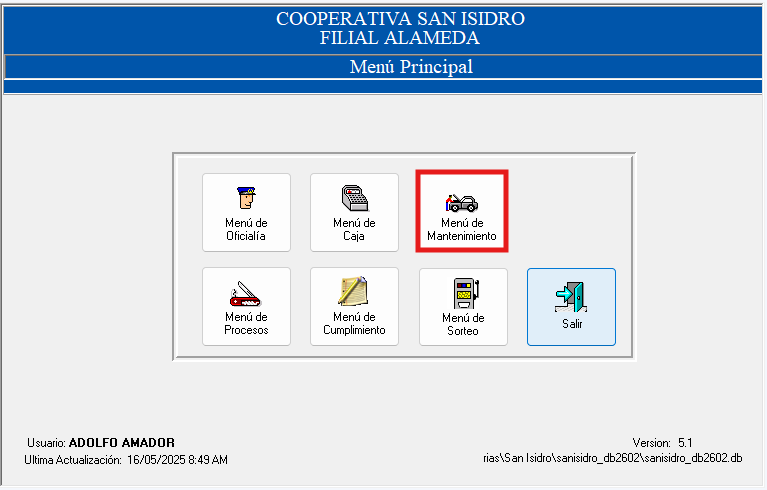 COOPERATIVA SAN ISIDRO
FILIAL ALAMEDA
Menú Principal
Menú de
Oficialía
Menú de
Caja
Menú de
Mantenimiento
Menú de
Procesos
Menú de
Cumplimiento
Menú de
Sorteo
Salir
Usuario: ADOLFO AMADOR
Version: 5.1
Ultima Actualización: 16/05/2025 8:49 AM
rias\San Isidro\sanisidro_db2602\sanisidro_db2602.db